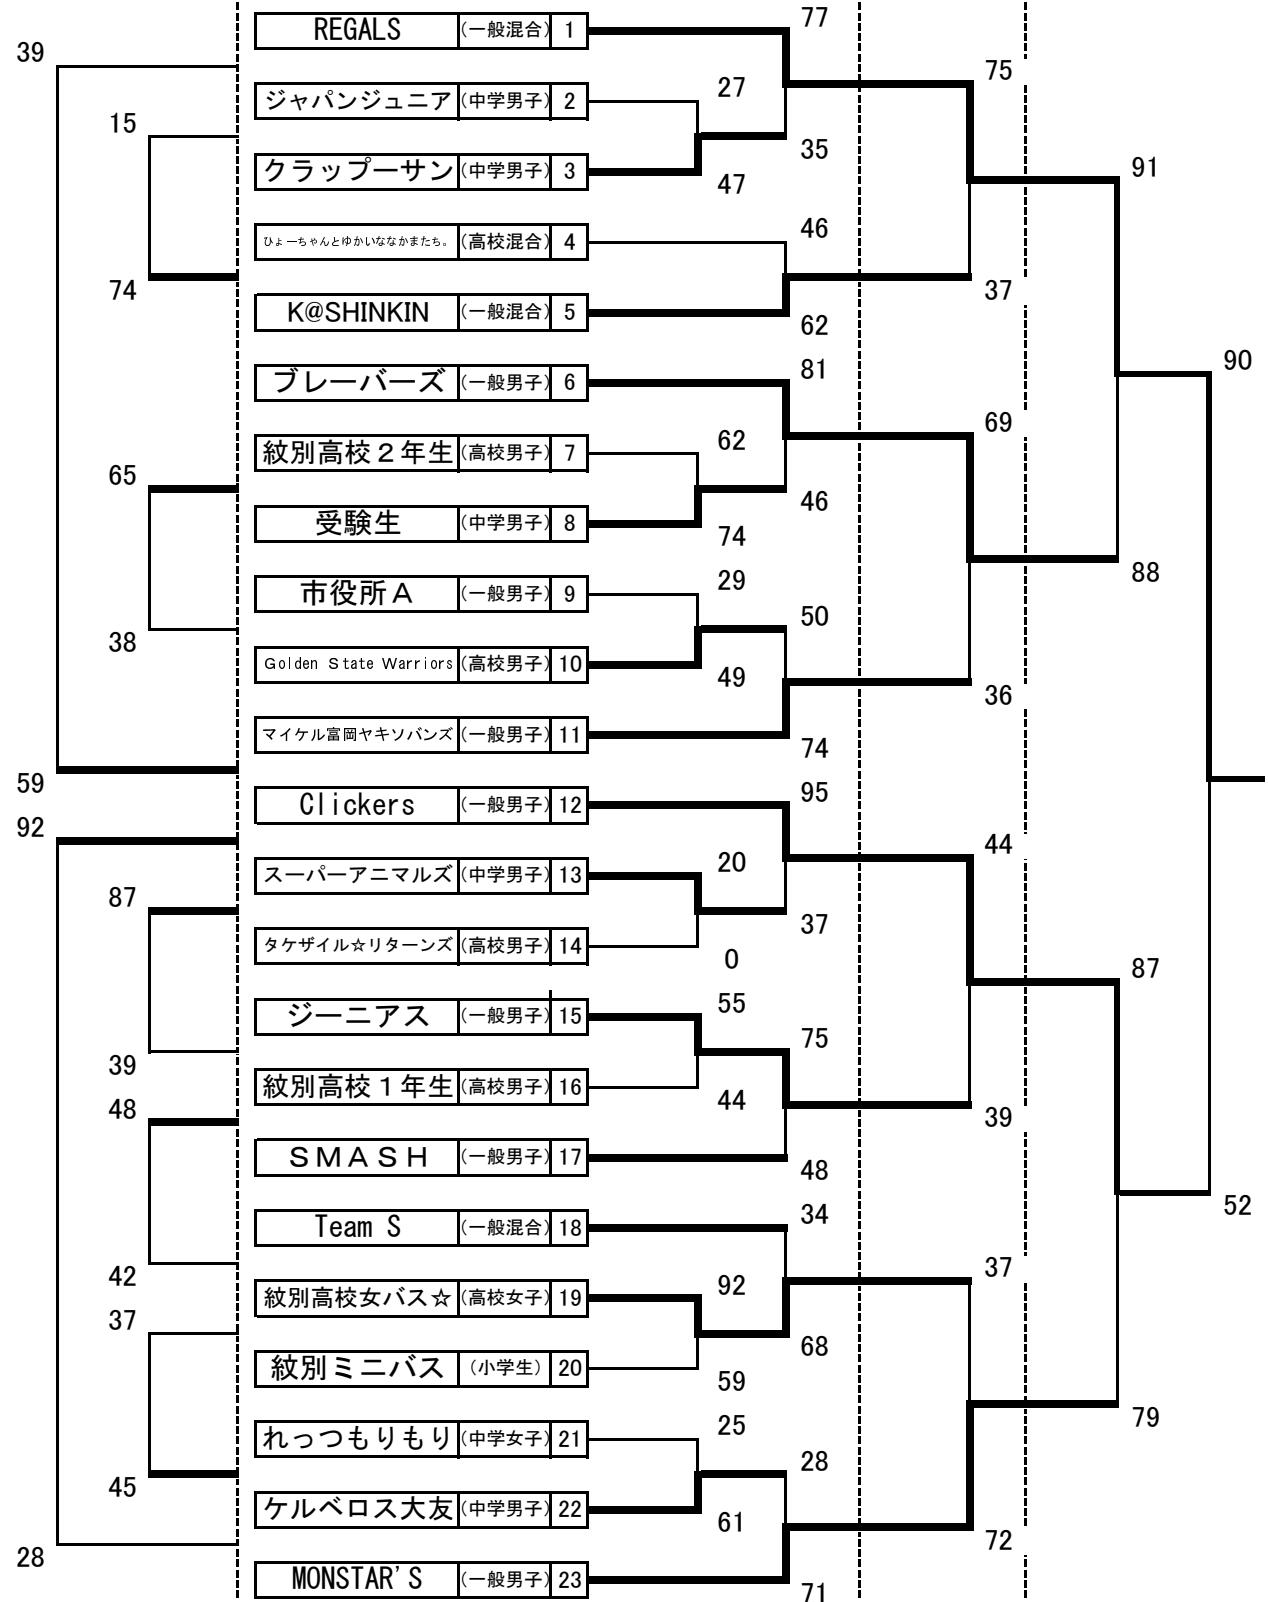 77
REGALS (一般混合) 1
39
75
27
ジャパンジュニア (中学男子) 2
15
35
91
クラップーサン (中学男子) 3
47
46
ひょーちゃんとゆかいななかまたち。 (高校混合) 4
74
37
K@SHINKIN (一般混合) 5
62
90
81
ブレーバーズ (一般男子) 6
69
62
紋別高校２年生 (高校男子) 7
65
46
受験生 (中学男子) 8
74
88
29
市役所Ａ (一般男子) 9
50
38
Golden State Warriors (高校男子) 10
49
36
マイケル富岡ヤキソバンズ (一般男子) 11
74
59
95
Clickers (一般男子) 12
92
44
20
スーパーアニマルズ (中学男子) 13
87
37
タケザイル☆リターンズ (高校男子) 14
0
87
55
ジーニアス (一般男子) 15
75
39
紋別高校１年生 (高校男子) 16
44
48
39
ＳＭＡＳＨ (一般男子) 17
48
52
34
Team S (一般混合) 18
37
42
92
紋別高校女バス☆ (高校女子) 19
37
68
紋別ミニバス (小学生) 20
59
79
25
れっつもりもり (中学女子) 21
28
45
ケルベロス大友 (中学男子) 22
61
72
28
MONSTAR'S (一般男子) 23
71